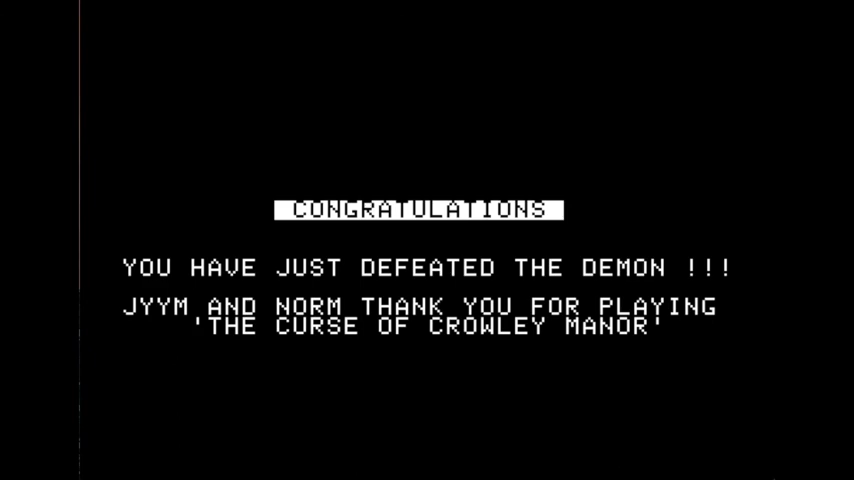 CONGRATULATIONS
YOU HAVE JUST DEFEATED THE DEMON !!!
JYYM AND NORM THANK YOU FOR PLAYING
'THE CURSE OF CROWLEY MANOR'